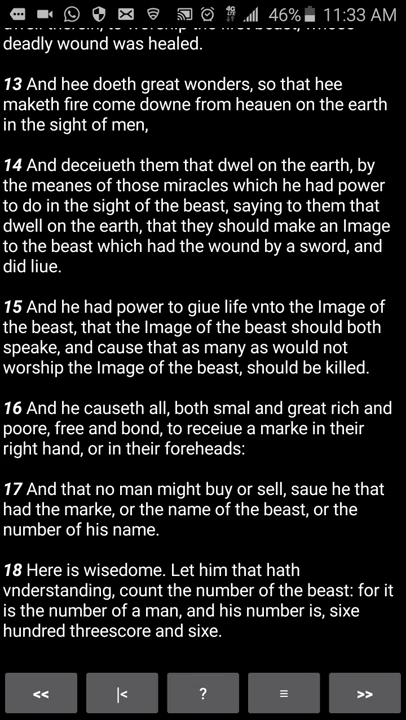 46% 11:33 AM
dwell therein, to worship the first beast, whose
deadly wound was healed.
13 And hee doeth great wonders, so that hee
maketh fire come downe from heauen on the earth
in the sight of men,
14 And deceiueth them that dwel on the earth, by
the meanes of those miracles which he had power
to do in the sight of the beast, saying to them that
dwell on the earth, that they should make an Image
to the beast which had the wound by a sword, and
did liue.
15 And he had power to giue life vnto the Image of
the beast, that the Image of the beast should both
speake, and cause that as many as would not
worship the Image of the beast, should be killed.
16 And he causeth all, both smal and great rich and
poore, free and bond, to receiue a marke in their
right hand, or in their foreheads:
17 And that no man might buy or sell, saue he that
had the marke, or the name of the beast, or the
number of his name.
18 Here is wisedome. Let him that hath
vnderstanding, count the number of the beast: for it
is the number of a man, and his number is, sixe
hundred threescore and sixe.
<< |< ? ≡ >>